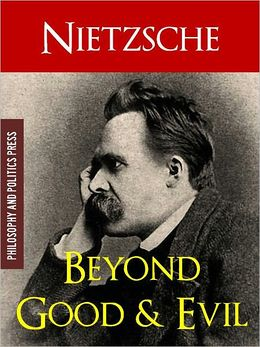 NIETZSCHE
PHILOSOPHY AND POLITICS PRESS
BEYOND
GOOD & EVIL